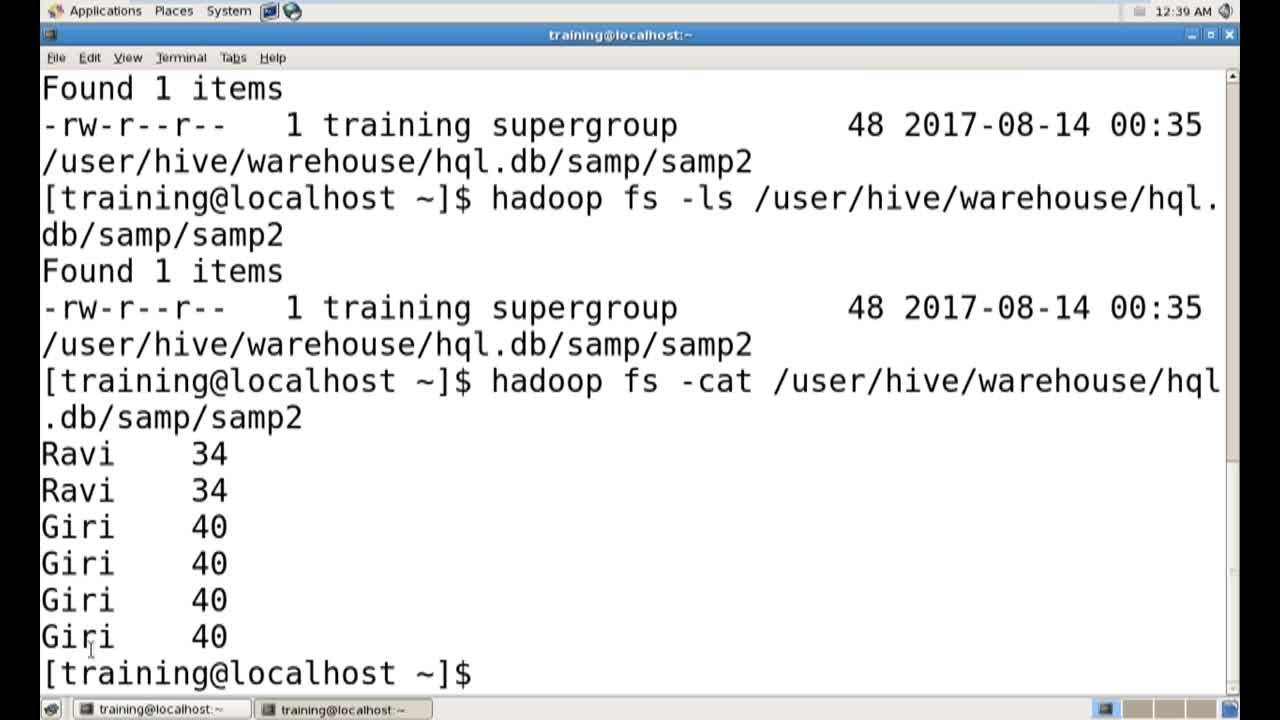 Applications Places System 12:39 AM
training@localhost:~
File Edit View Terminal Tabs Help
Found 1 items
-rw-r--r-- 1 training supergroup 48 2017-08-14 00:35
/user/hive/warehouse/hql.db/samp/samp2
[training@localhost ~]$ hadoop fs -ls /user/hive/warehouse/hql.
db/samp/samp2
Found 1 items
-rw-r--r-- 1 training supergroup 48 2017-08-14 00:35
/user/hive/warehouse/hql.db/samp/samp2
[training@localhost ~]$ hadoop fs -cat /user/hive/warehouse/hql
.db/samp/samp2
Ravi 34
Ravi 34
Giri 40
Giri 40
Giri 40
Giri 40
[training@localhost ~]$
training@localhost:~ training@localhost:~